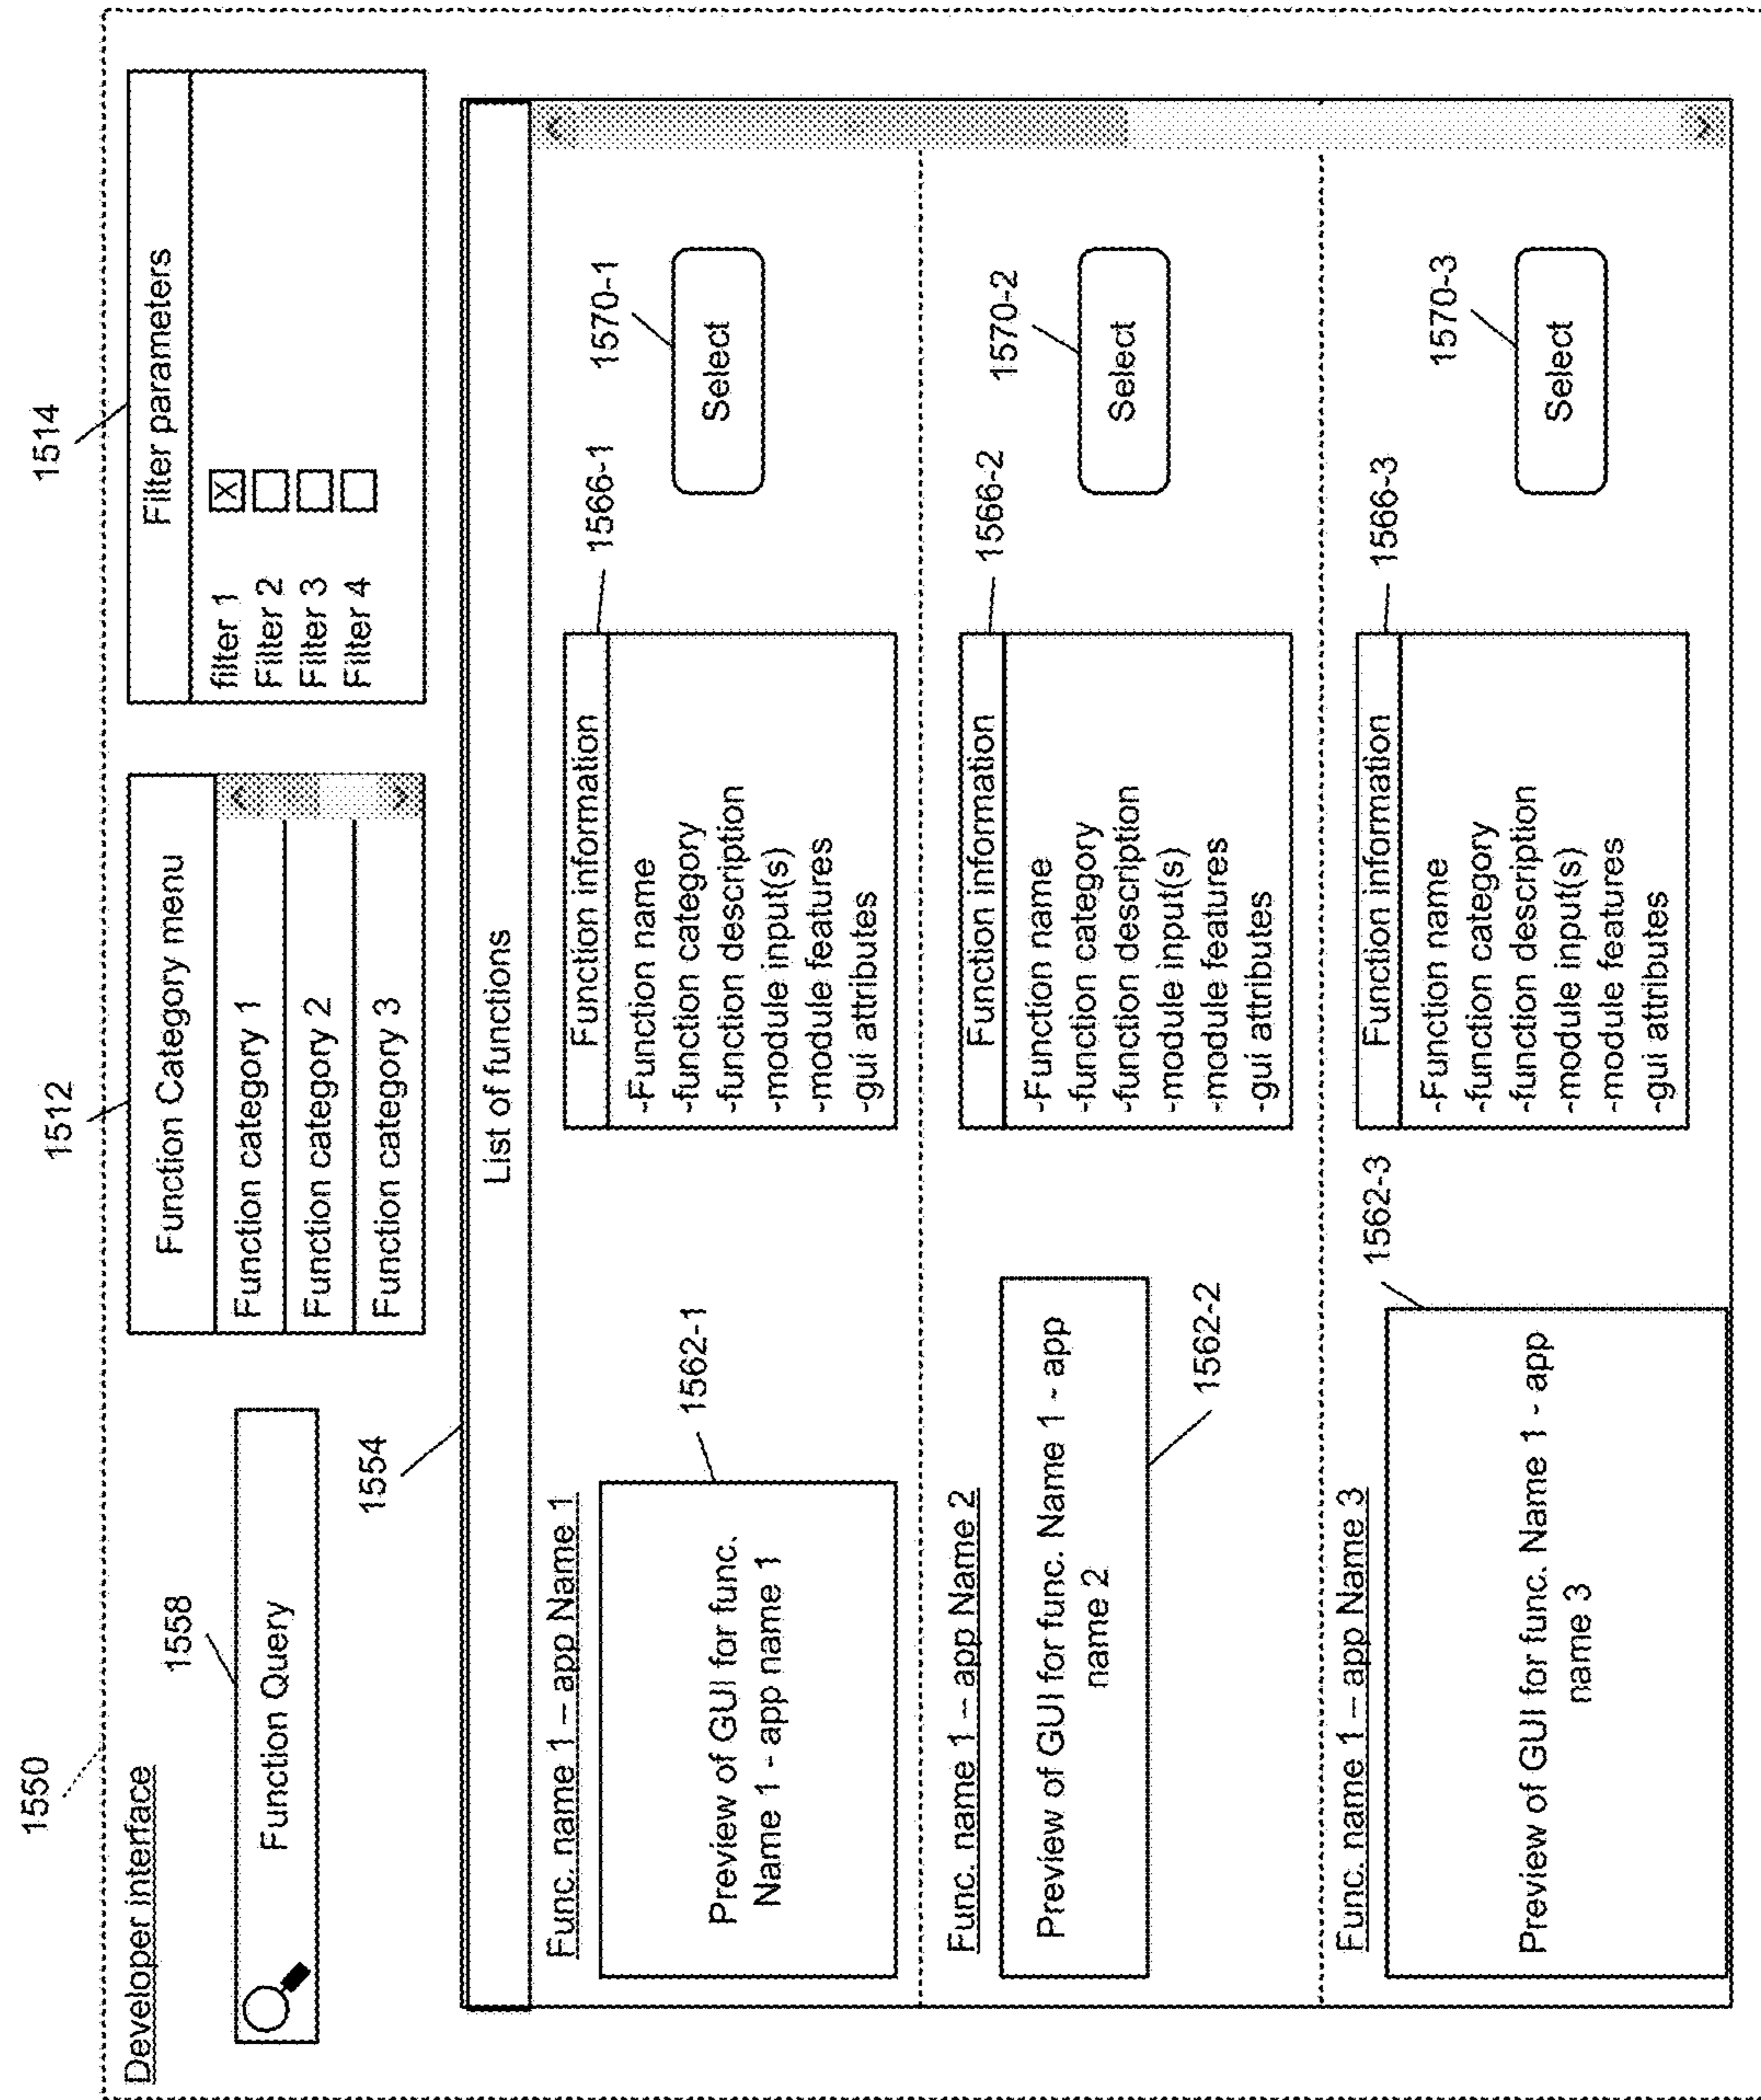 1550
Developer interface
1558
Function Query
1512
Function Category menu
Function category 1
Function category 2
Function category 3
1514
Filter parameters
filter 1 X
Filter 2
Filter 3
Filter 4
1554
List of functions
Func. name 1 – app Name 1
1562-1
Preview of GUI for func.
Name 1 - app name 1
1566-1
Function information
-Function name
-function category
-function description
-module input(s)
-module features
-gui attributes
1570-1
Select
Func. name 1 – app Name 2
Preview of GUI for func. Name 1 - app
name 2
1562-2
1566-2
Function information
-Function name
-function category
-function description
-module input(s)
-module features
-gui attributes
1570-2
Select
Func. name 1 – app Name 3
1562-3
Preview of GUI for func. Name 1 - app
name 3
1566-3
Function information
-Function name
-function category
-function description
-module input(s)
-module features
-gui attributes
1570-3
Select